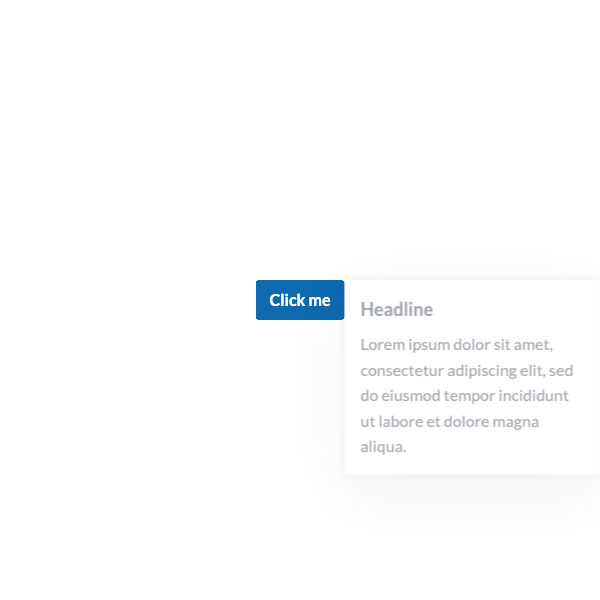 Click me
Headline
Lorem ipsum dolor sit amet,
consectetur adipiscing elit, sed
do eiusmod tempor incididunt
ut labore et dolore magna
aliqua.